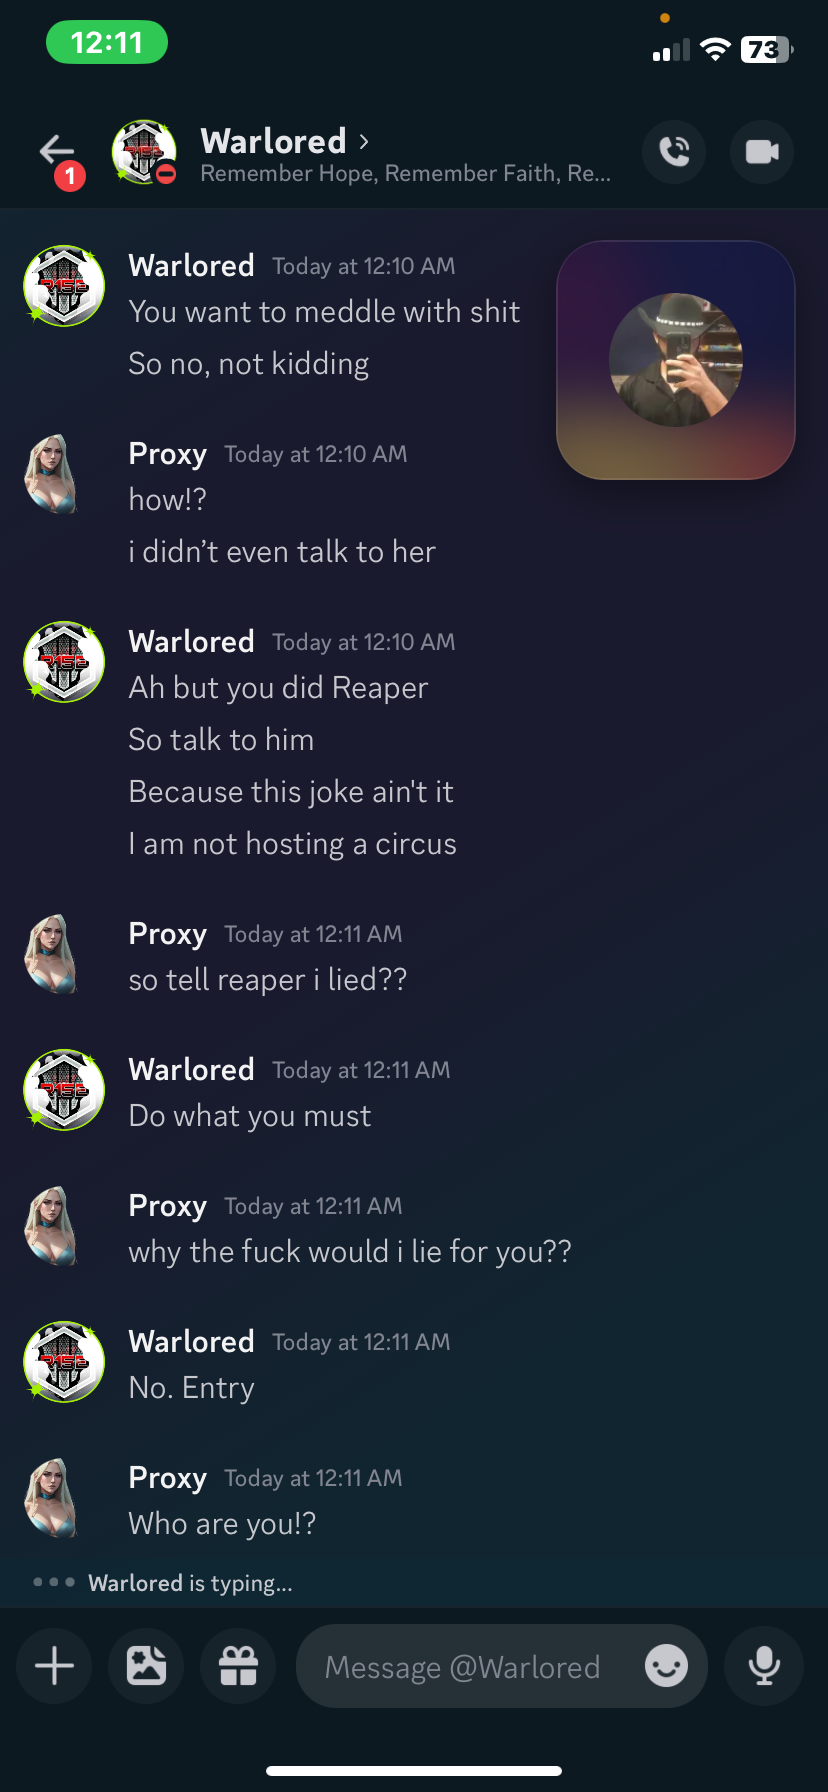 12:11
73
1
Warlored
Remember Hope, Remember Faith, Re...
Warlored Today at 12:10 AM
You want to meddle with shit
So no, not kidding
Proxy Today at 12:10 AM
how!?
i didn’t even talk to her
Warlored Today at 12:10 AM
Ah but you did Reaper
So talk to him
Because this joke ain't it
I am not hosting a circus
Proxy Today at 12:11 AM
so tell reaper i lied??
Warlored Today at 12:11 AM
Do what you must
Proxy Today at 12:11 AM
why the fuck would i lie for you??
Warlored Today at 12:11 AM
No. Entry
Proxy Today at 12:11 AM
Who are you!?
Warlored is typing...
Message @Warlored